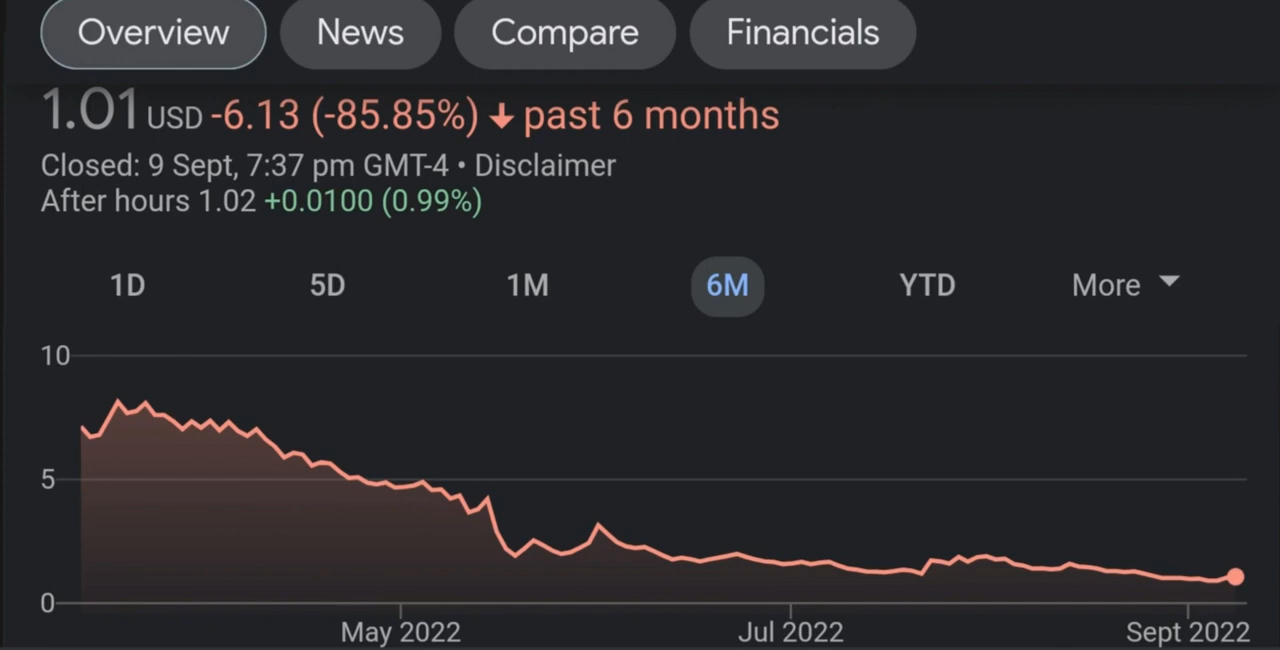 Overview News Compare Financials
1.01 USD -6.13 (-85.85%) ↓ past 6 months
Closed: 9 Sept, 7:37 pm GMT-4 • Disclaimer
After hours 1.02 +0.0100 (0.99%)
1D 5D 1M 6M YTD More
10
5
0
May 2022 Jul 2022 Sept 2022